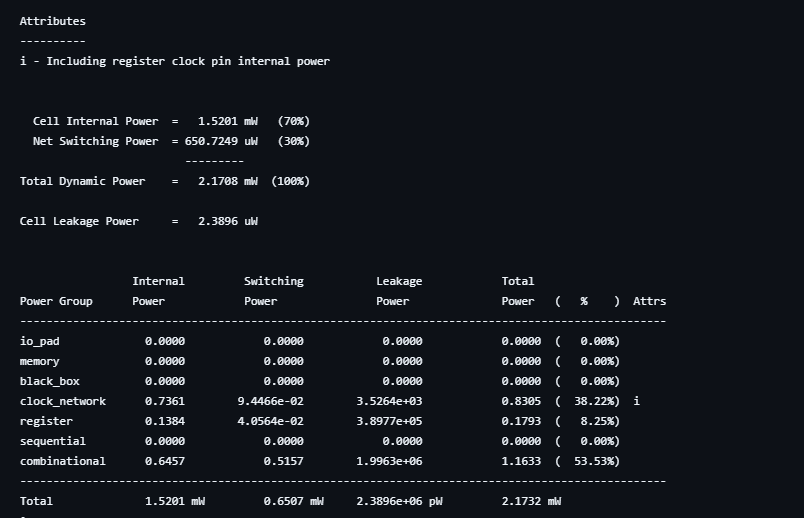 Attributes
----------
i - Including register clock pin internal power
  Cell Internal Power  =   1.5201 mW   (70%)
  Net Switching Power  = 650.7249 uW   (30%)
                         ---------
Total Dynamic Power    =   2.1708 mW  (100%)
Cell Leakage Power     =   2.3896 uW
                 Internal         Switching           Leakage            Total
Power Group      Power            Power               Power              Power   (   %    )  Attrs
--------------------------------------------------------------------------------------------------
io_pad             0.0000            0.0000            0.0000            0.0000  (   0.00%)
memory             0.0000            0.0000            0.0000            0.0000  (   0.00%)
black_box          0.0000            0.0000            0.0000            0.0000  (   0.00%)
clock_network      0.7361        9.4466e-02        3.5264e+03            0.8305  (  38.22%)  i
register           0.1384        4.0564e-02        3.8977e+05            0.1793  (   8.25%)
sequential         0.0000            0.0000            0.0000            0.0000  (   0.00%)
combinational      0.6457            0.5157        1.9963e+06            1.1633  (  53.53%)
--------------------------------------------------------------------------------------------------
Total              1.5201 mW         0.6507 mW     2.3896e+06 pW         2.1732 mW